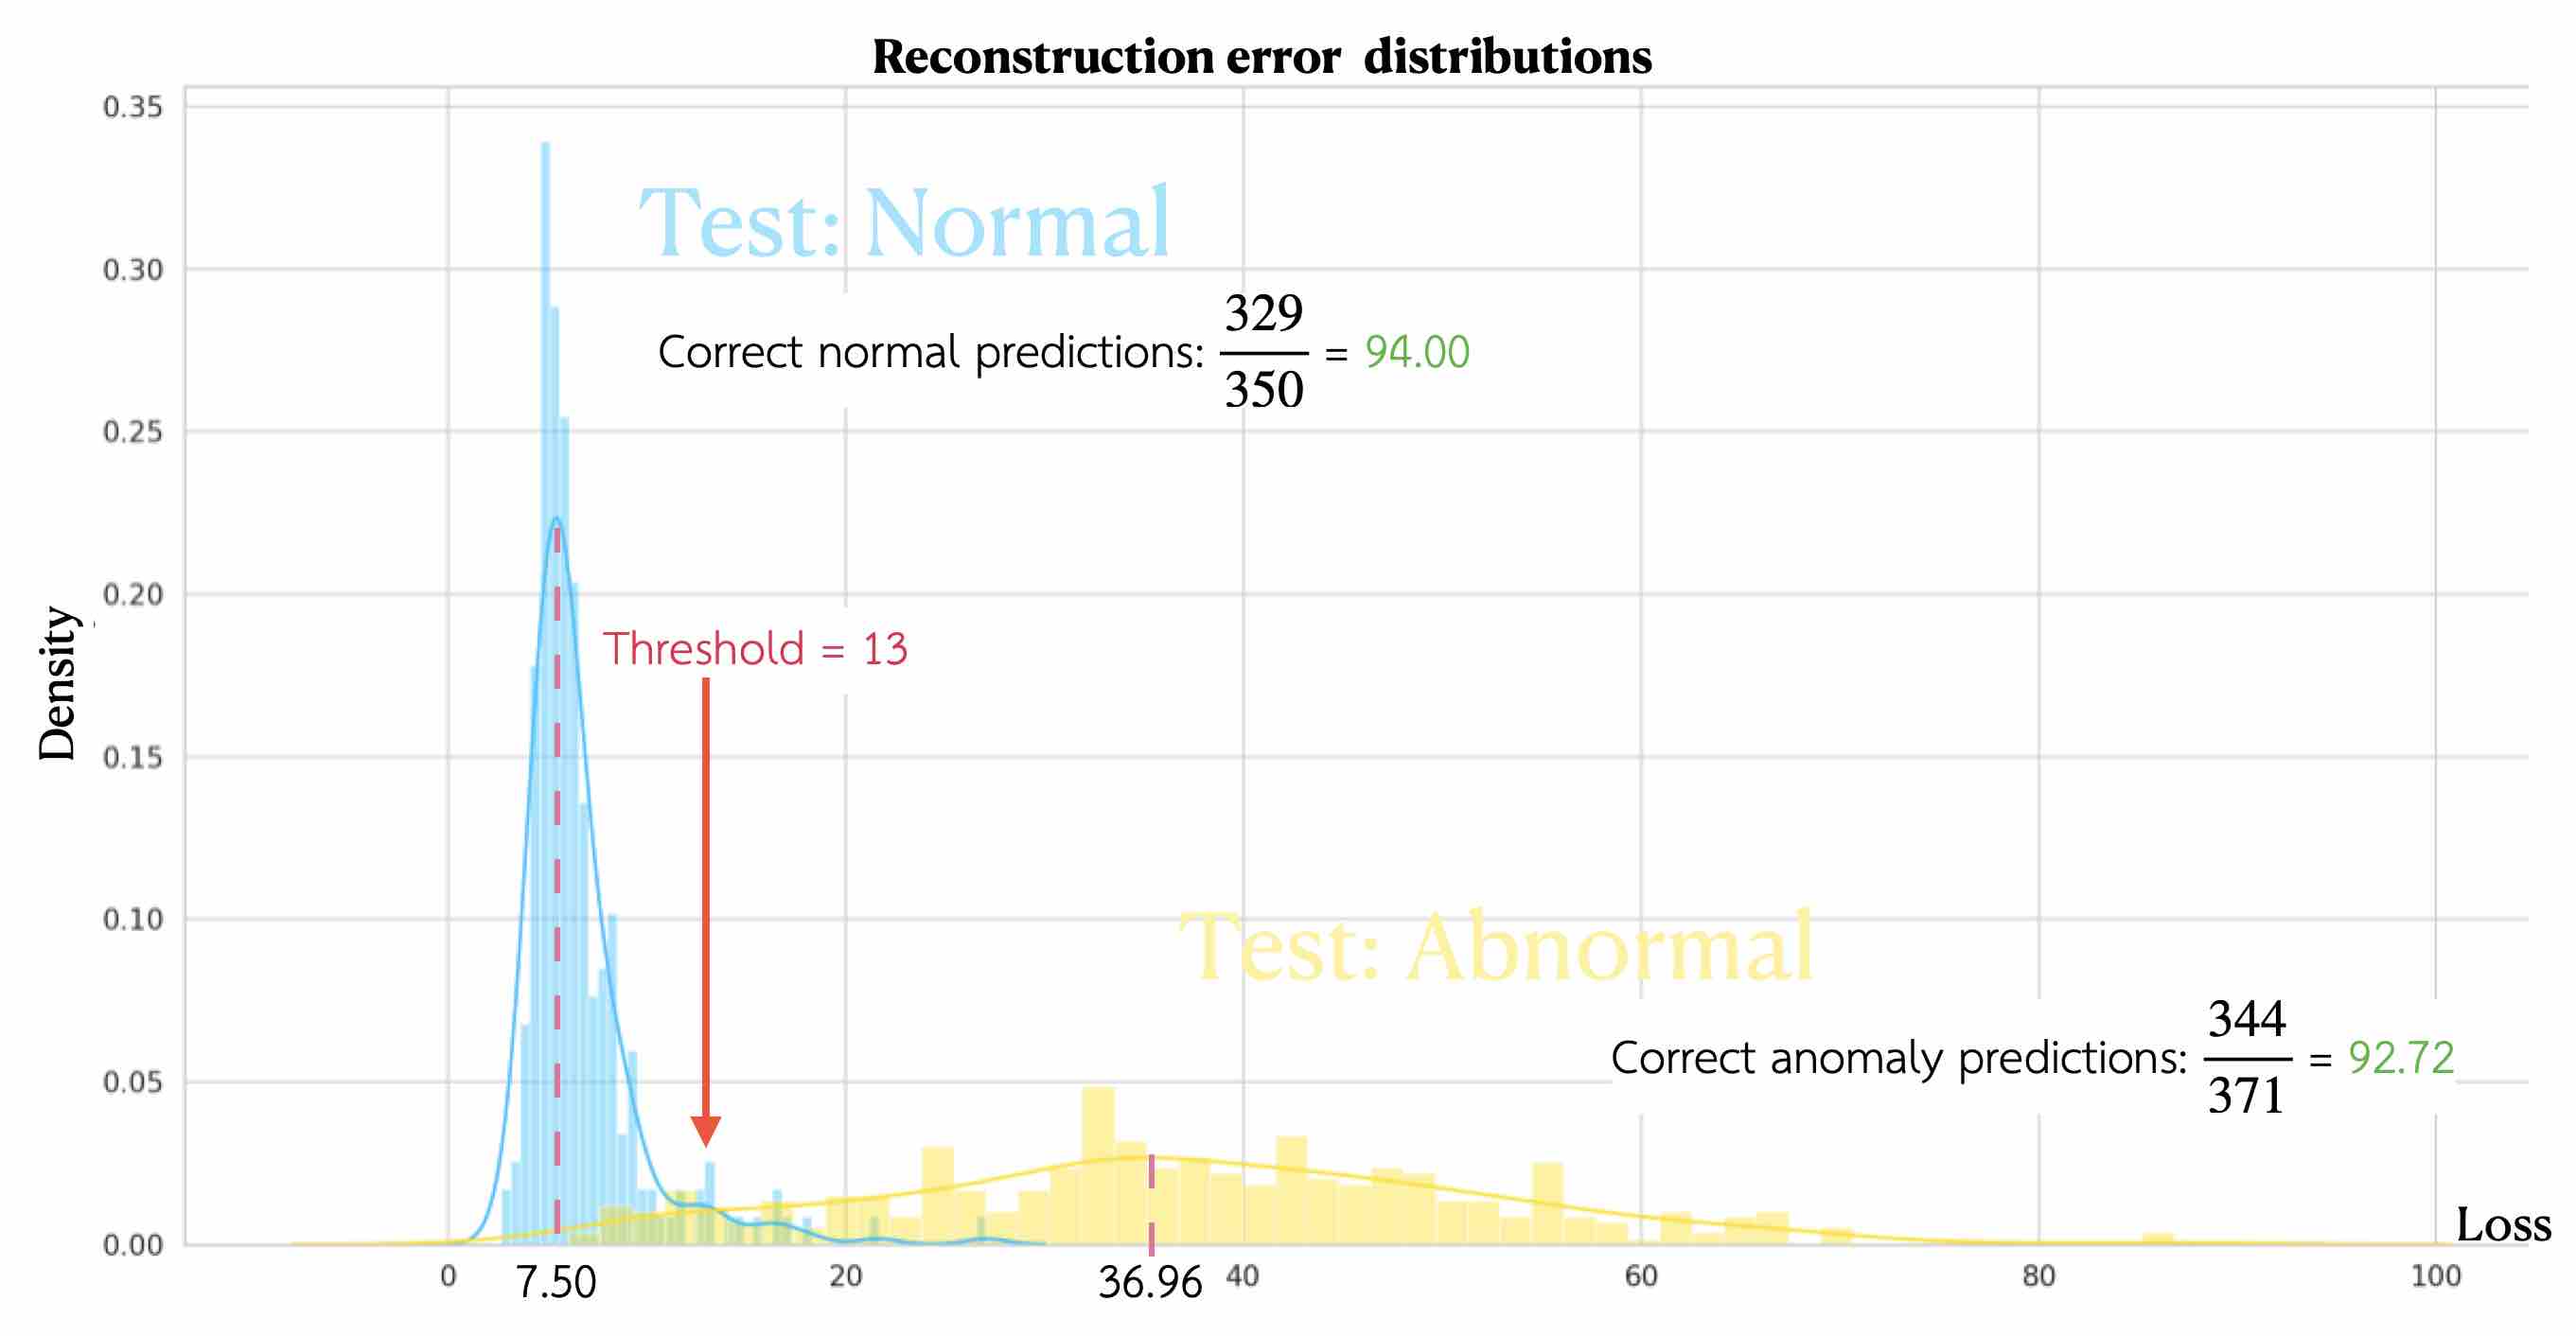 Reconstruction error distributions
0.35
Test: Normal
0.30
Correct normal predictions: 329/350 = 94.00
0.25
0.20
Threshold = 13
Density
0.15
0.10
Test: Abnormal
Correct anomaly predictions: 344/371 = 92.72
0.05
0.00
Loss
0 7.50 20 36.96 40 60 80 100